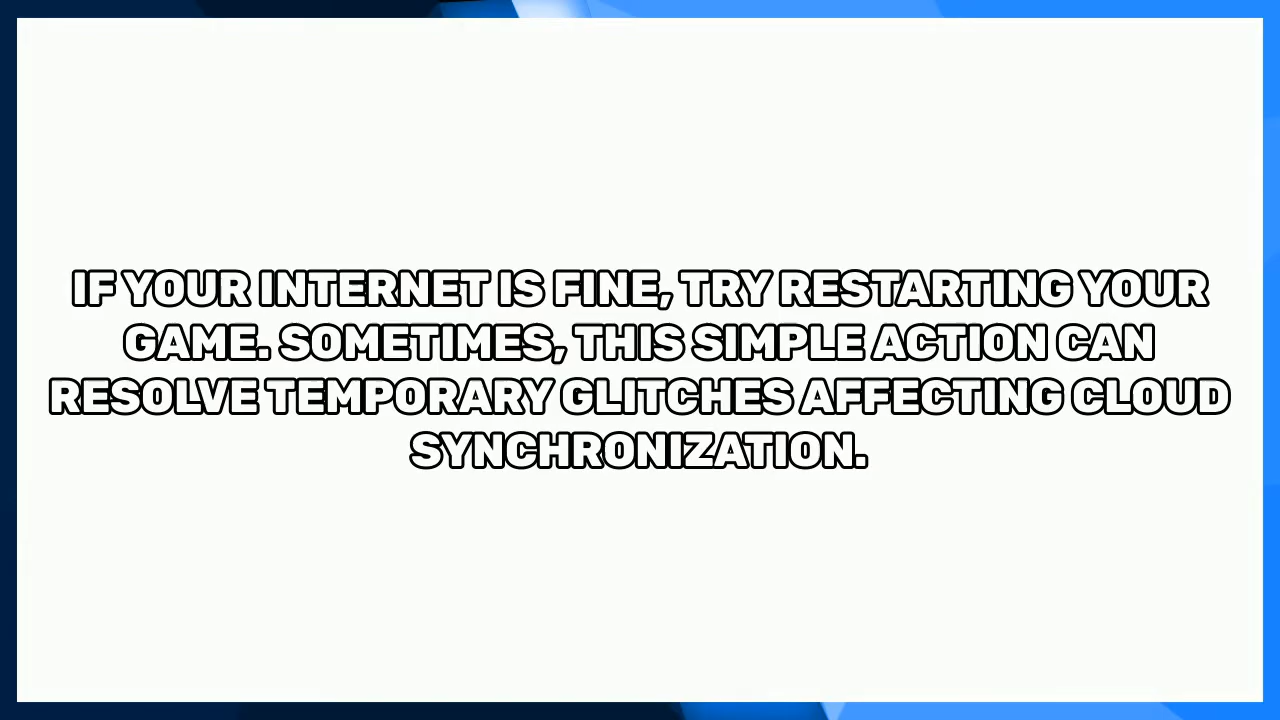 IF YOUR INTERNET IS FINE, TRY RESTARTING YOUR
GAME. SOMETIMES, THIS SIMPLE ACTION CAN
RESOLVE TEMPORARY GLITCHES AFFECTING CLOUD
SYNCHRONIZATION.